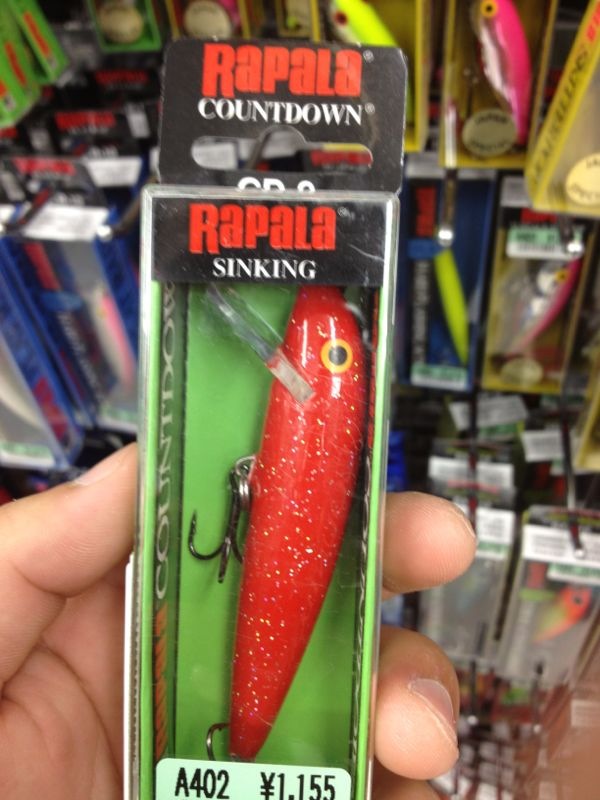 RAPALA
COUNTDOWN®
RAPALA®
SINKING
COUNTDOWN
A402 ¥1,155